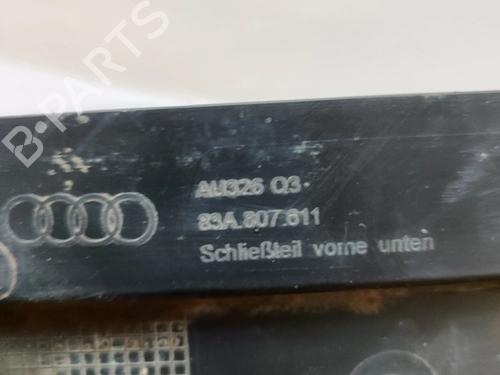 B-PARTS
AU326 Q3
83A.807.611
Schließteil vorne unten